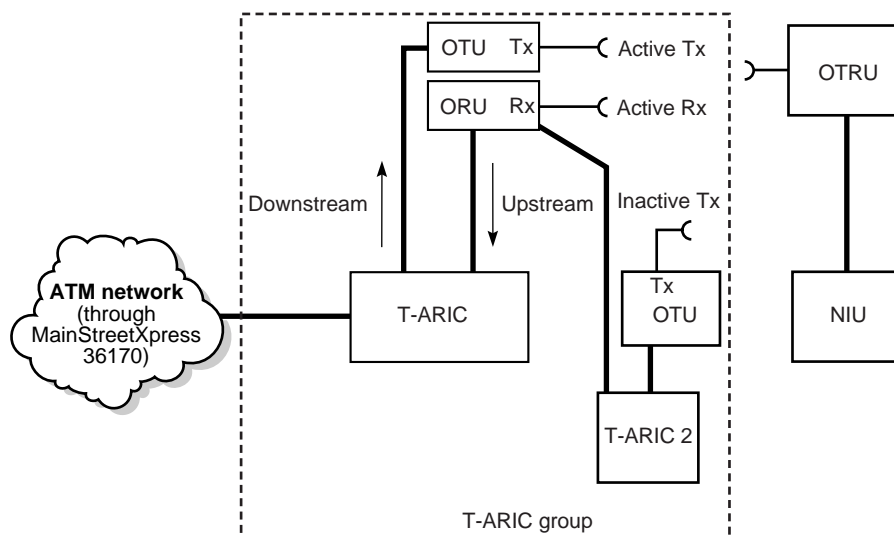 OTU Tx
Active Tx
OTRU
ORU Rx
Active Rx
Downstream
Upstream
Inactive Tx
ATM network
(through
MainStreetXpress
36170)
T-ARIC
Tx
OTU
NIU
T-ARIC 2
T-ARIC group